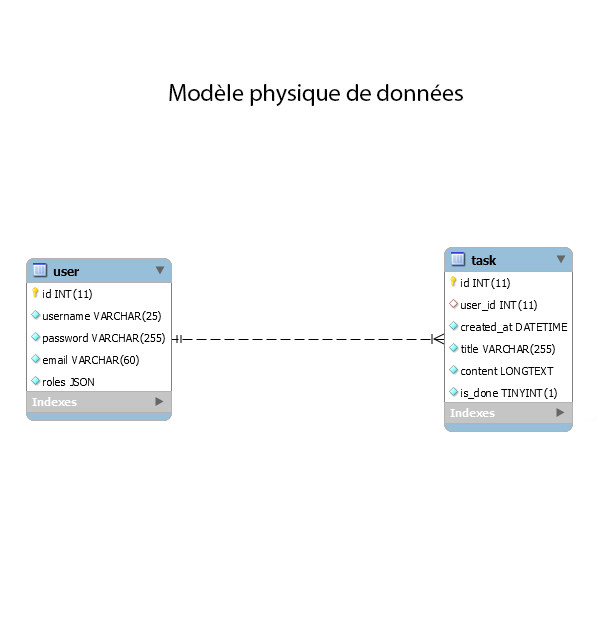 Modèle physique de données
user
id INT(11)
username VARCHAR(25)
password VARCHAR(255)
email VARCHAR(60)
roles JSON
Indexes
task
id INT(11)
user_id INT(11)
created_at DATETIME
title VARCHAR(255)
content LONGTEXT
is_done TINYINT(1)
Indexes